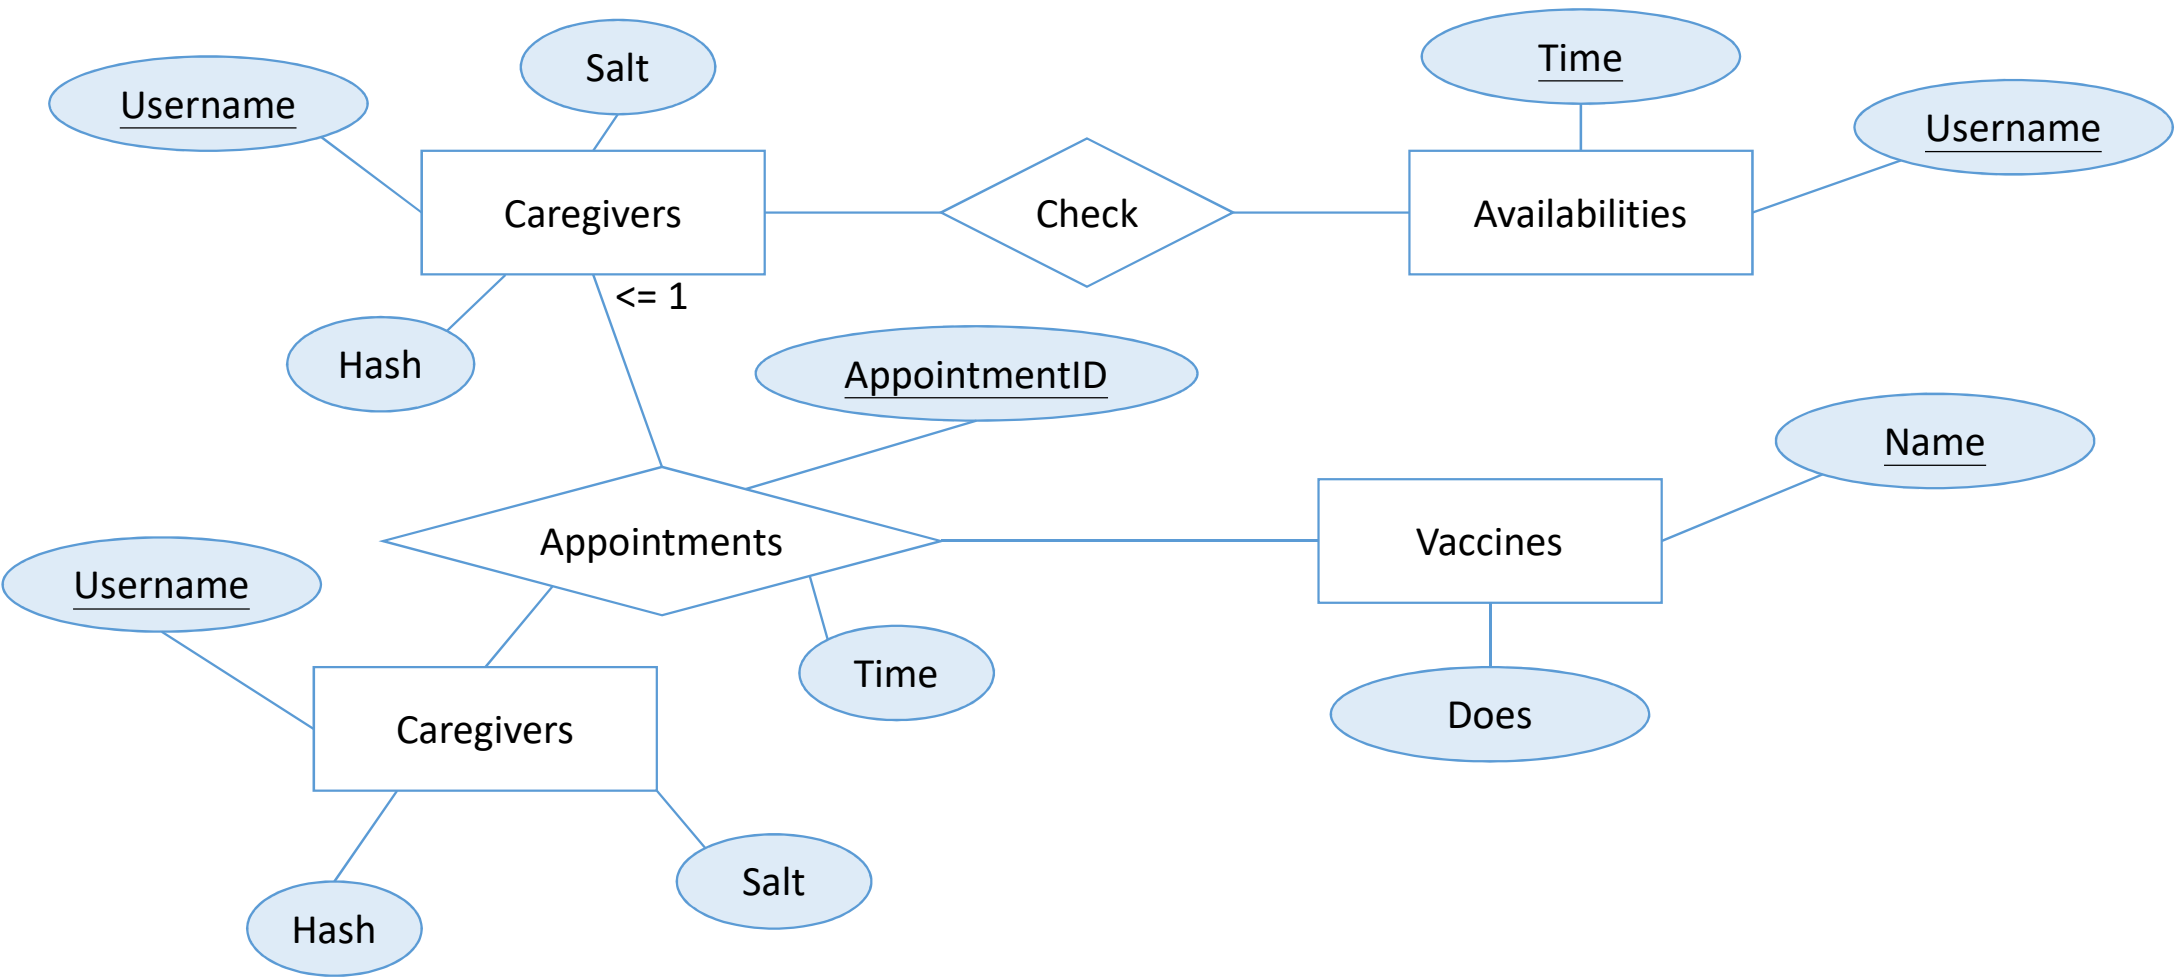 Salt
Time
Username
Username
Caregivers
Check
Availabilities
<= 1
Hash
AppointmentID
Name
Appointments
Vaccines
Username
Time
Does
Caregivers
Salt
Hash